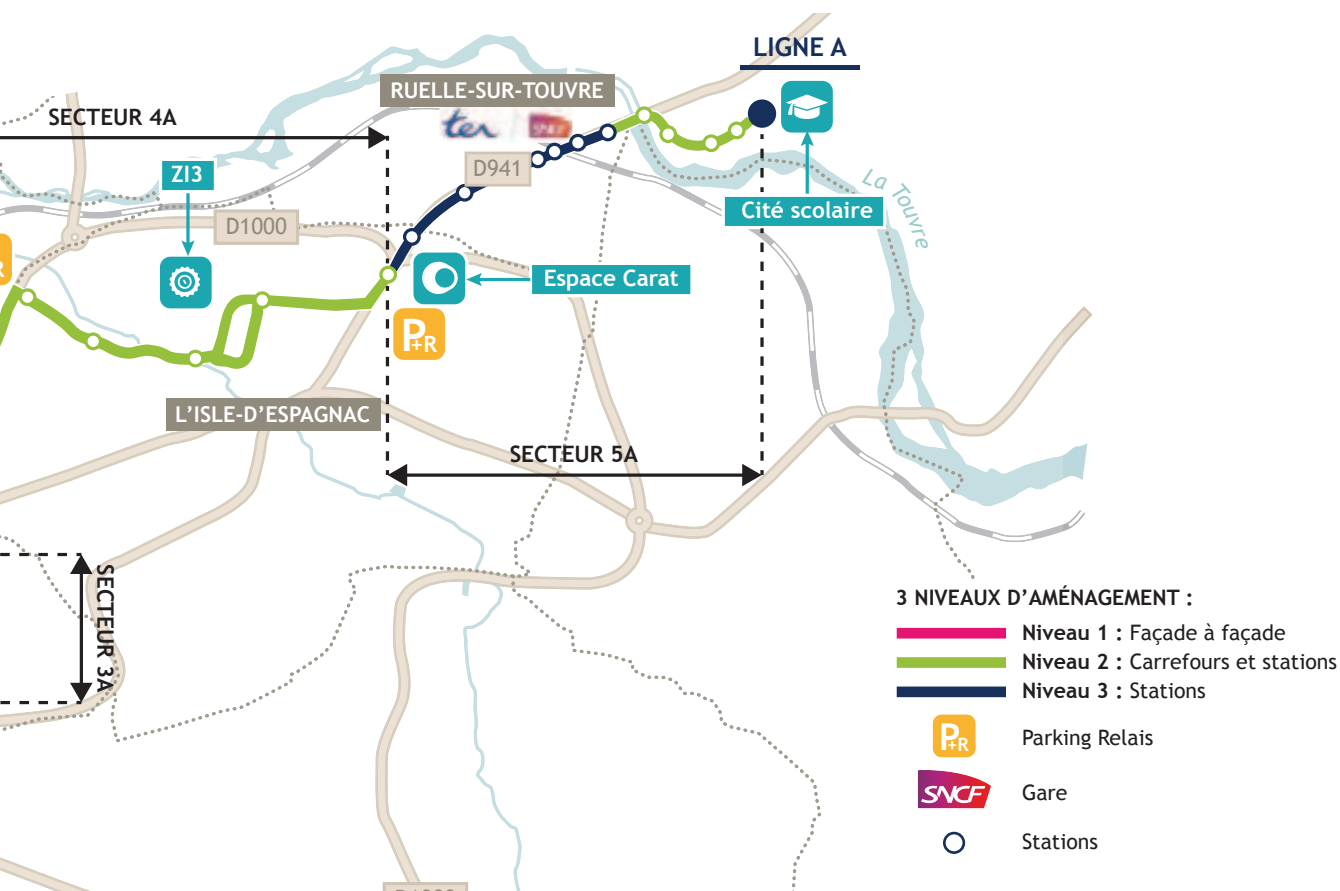 LIGNE A
RUELLE-SUR-TOUVRE
SECTEUR 4A
ter SNCF
ZI3
D941
La Touvre
Cité scolaire
D1000
R
Espace Carat
P+R
L'ISLE-D'ESPAGNAC
SECTEUR 5A
SECTEUR 3A
3 NIVEAUX D'AMÉNAGEMENT :
Niveau 1 : Façade à façade
Niveau 2 : Carrefours et stations
Niveau 3 : Stations
P+R Parking Relais
SNCF Gare
Stations